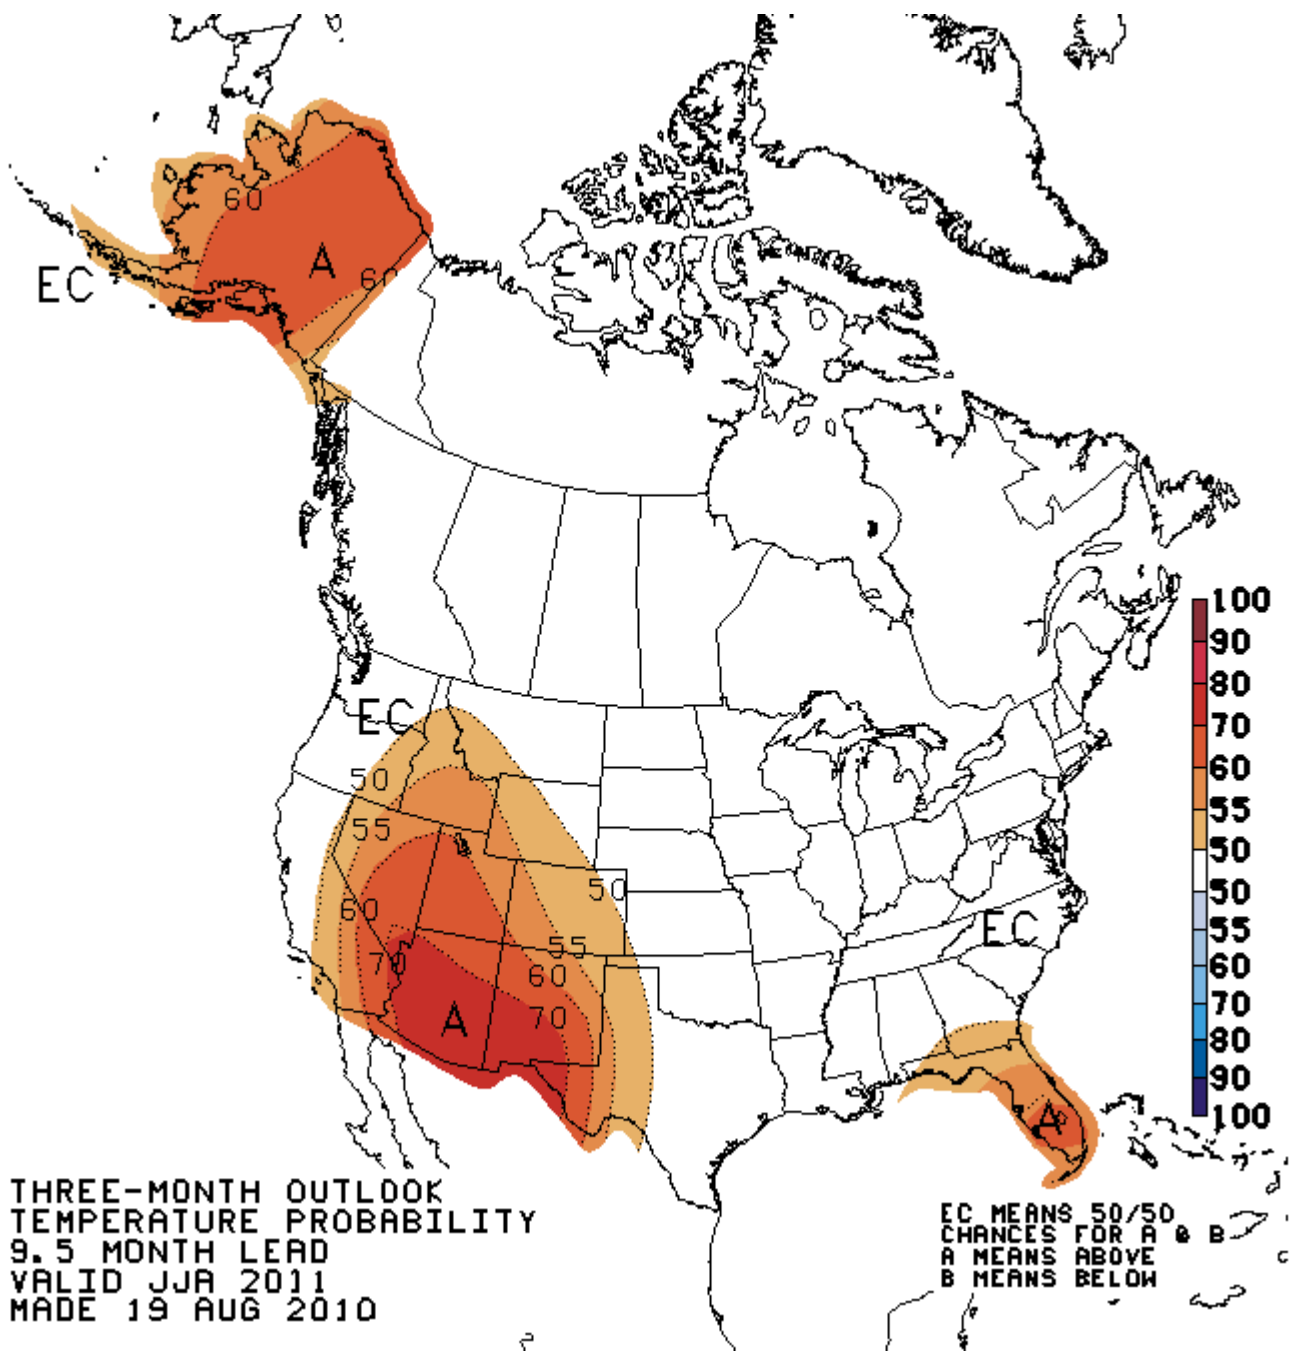 60
A
60
EC
EC
50
55
50
60
55
70
60
70
A
EC
A
100
90
80
70
60
55
50
50
55
60
70
80
90
100
THREE-MONTH OUTLOOK
TEMPERATURE PROBABILITY
9.5 MONTH LEAD
VALID JJA 2011
MADE 19 AUG 2010
EC MEANS 50/50
CHANCES FOR A & B
A MEANS ABOVE
B MEANS BELOW